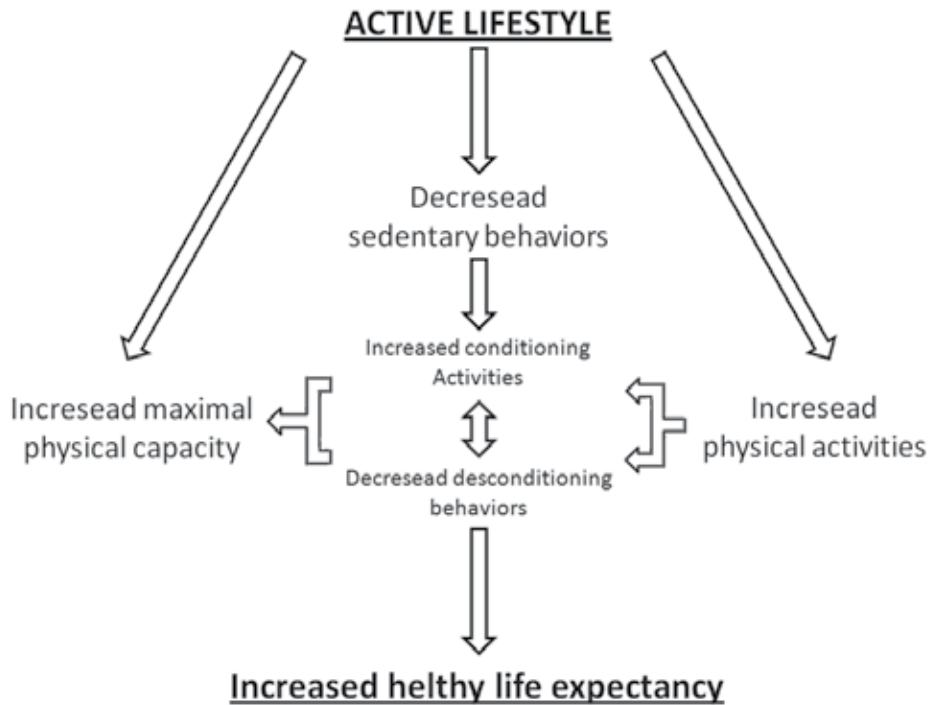 ACTIVE LIFESTYLE
Decresead
sedentary behaviors
Increased conditioning
Activities
Incresead maximal
physical capacity
Incresead
physical activities
Decresead desconditioning
behaviors
Increased helthy life expectancy